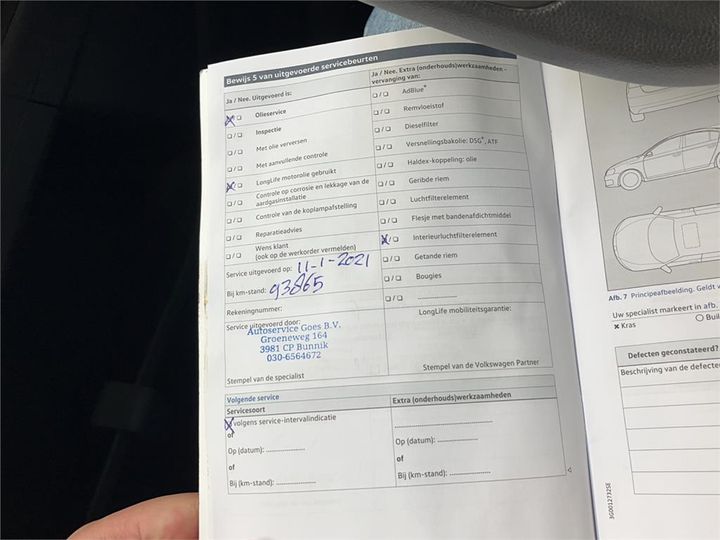 Bewijs 5 van uitgevoerde servicebeurten
Ja / Nee. Uitgevoerd is:
Olieservice
Inspectie
Met olie verversen
Met aanvullende controle
LongLife motorolie gebruikt
Controle op corrosie en lekkage van de
aardgasinstallatie
Controle van de koplampafstelling
Reparatieadvies
Wens klant
(ook op de werkorder vermelden)
Service uitgevoerd op: 11-1-2021
Bij km-stand: 93865
Rekeningnummer:
Service uitgevoerd door:
Autoservice Goes B.V.
Groeneweg 164
3981 CP Bunnik
030-6564672
Stempel van de specialist
Ja / Nee. Extra (onderhouds)werkzaamheden -
vervanging van:
AdBlue®
Remvloeistof
Dieselfilter
Versnellingsbakolie: DSG®, ATF
Haldex-koppeling: olie
Geribde riem
Luchtfilterelement
Flesje met bandenafdichtmiddel
Interieurluchtfilterelement
Getande riem
Bougies
....................
LongLife mobiliteitsgarantie:
Stempel van de Volkswagen Partner
Volgende service
Servicesoort
volgens service-intervalindicatie
of
Op (datum): ....................
of
Bij (km-stand): ....................
Extra (onderhouds)werkzaamheden
....................
Op (datum): ....................
of
Bij (km-stand): ....................
Afb. 7 Principeafbeelding. Geldt
Uw specialist markeert in afb.
× Kras
Defecten geconstateerd?
Beschrijving van de
3G0012732SE